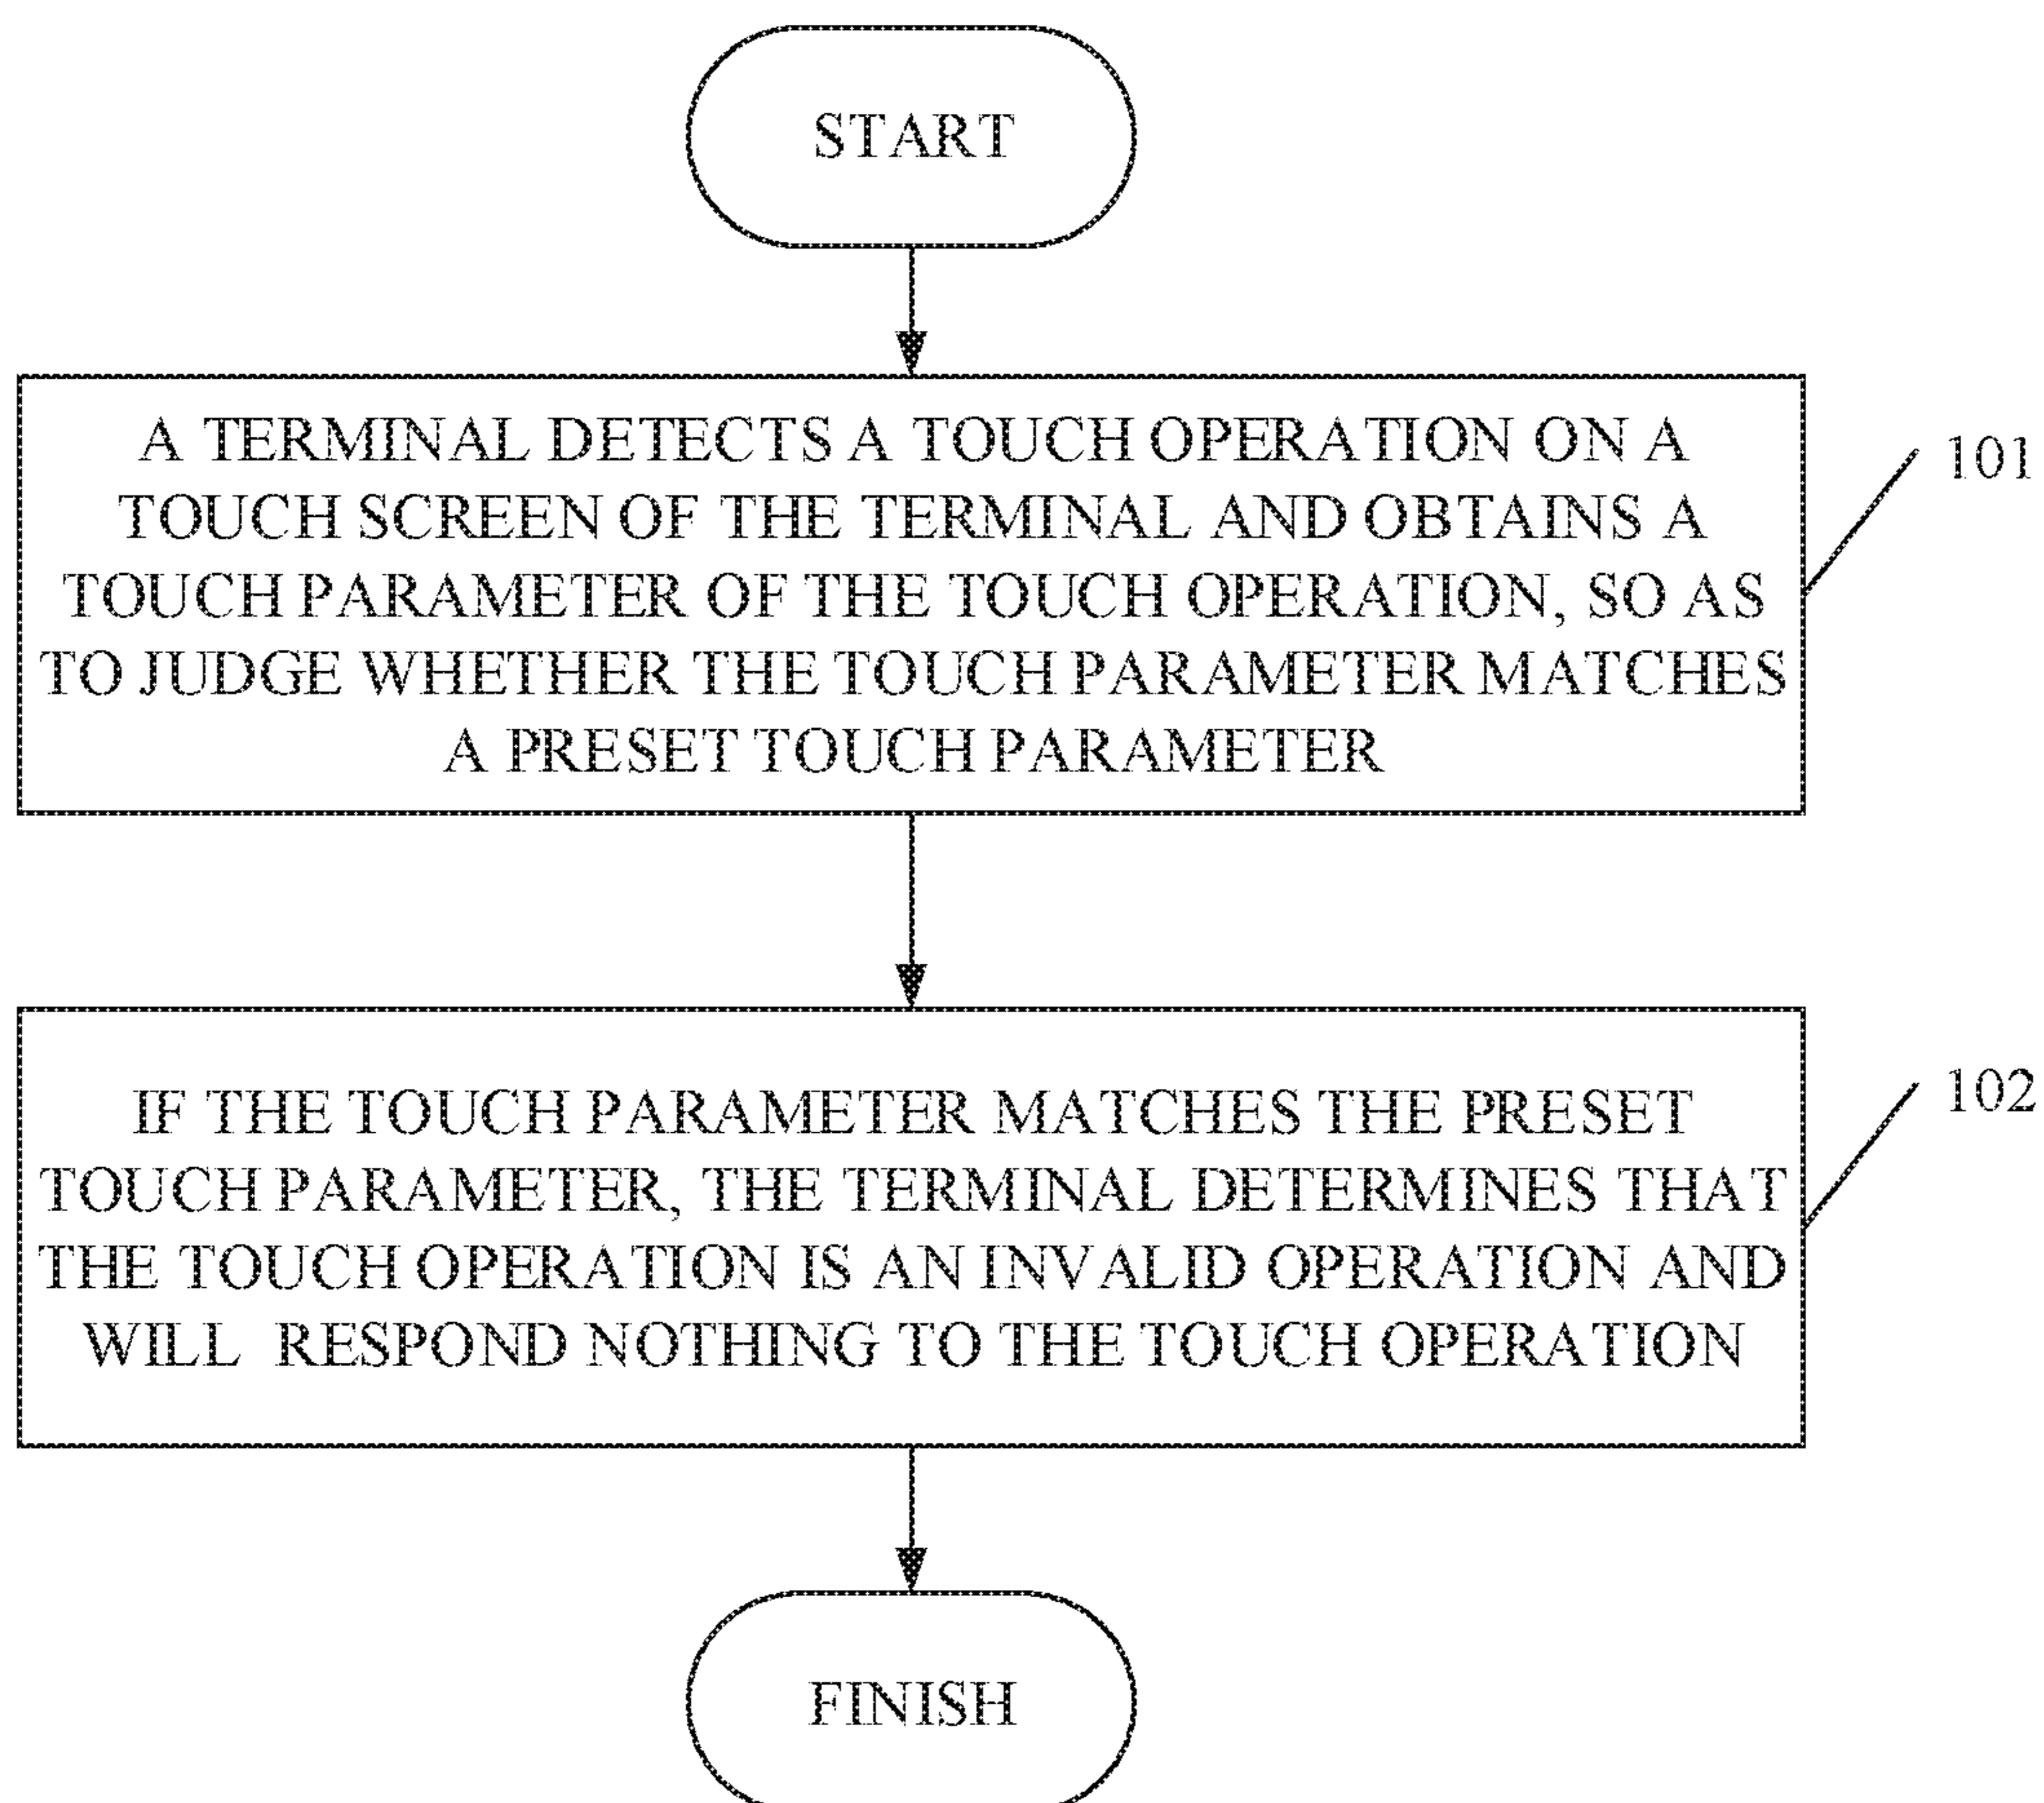 START
A TERMINAL DETECTS A TOUCH OPERATION ON A
TOUCH SCREEN OF THE TERMINAL AND OBTAINS A
TOUCH PARAMETER OF THE TOUCH OPERATION, SO AS
TO JUDGE WHETHER THE TOUCH PARAMETER MATCHES
A PRESET TOUCH PARAMETER
101
IF THE TOUCH PARAMETER MATCHES THE PRESET
TOUCH PARAMETER, THE TERMINAL DETERMINES THAT
THE TOUCH OPERATION IS AN INVALID OPERATION AND
WILL RESPOND NOTHING TO THE TOUCH OPERATION
102
FINISH